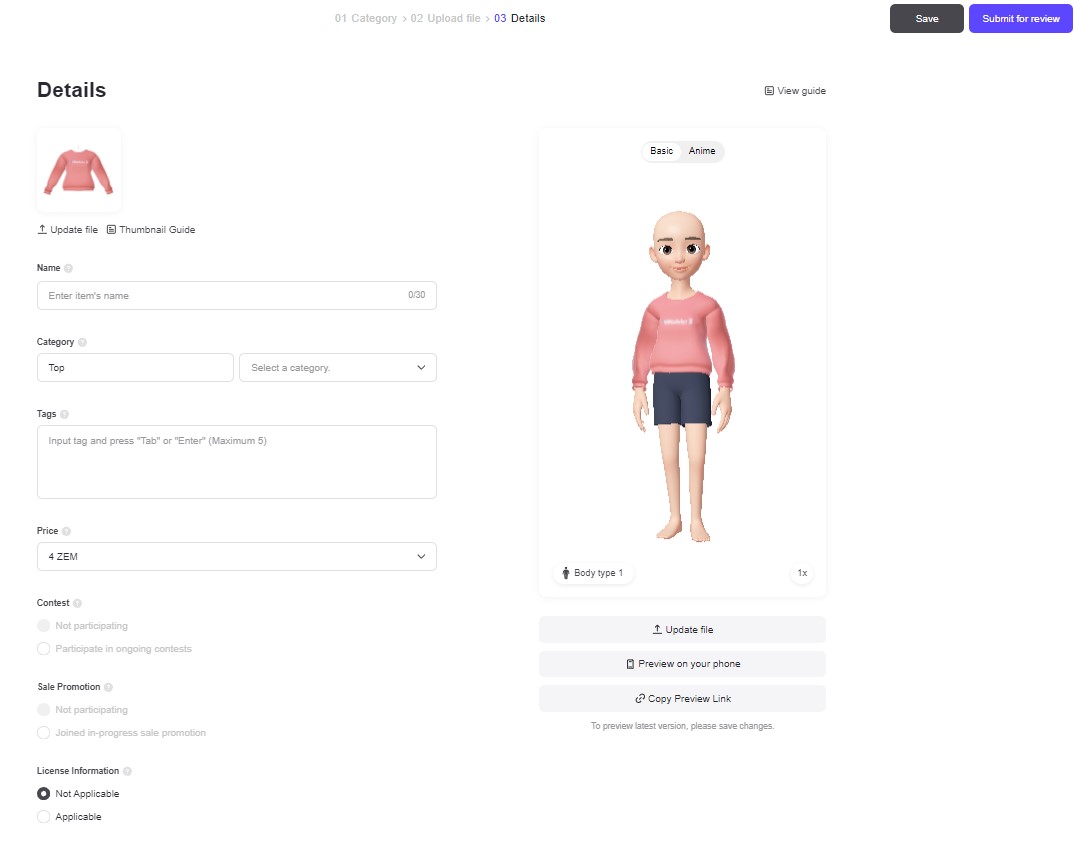 01 Category > 02 Upload file > 03 Details
Save
Submit for review
Details
View guide
Update file
Thumbnail Guide
Name ?
Enter item's name 0/30
Category ?
Top
Select a category.
Tags ?
Input tag and press "Tab" or "Enter" (Maximum 5)
Price ?
4 ZEM
Contest ?
Not participating
Participate in ongoing contests
Sale Promotion ?
Not participating
Joined in-progress sale promotion
License Information ?
Not Applicable
Applicable
Basic
Anime
Body type 1
1x
Update file
Preview on your phone
Copy Preview Link
To preview latest version, please save changes.